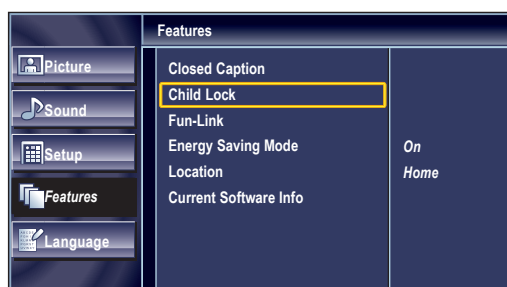 Features
Picture
Sound
Setup
Features
Language
Closed Caption
Child Lock
Fun-Link
Energy Saving Mode On
Location Home
Current Software Info